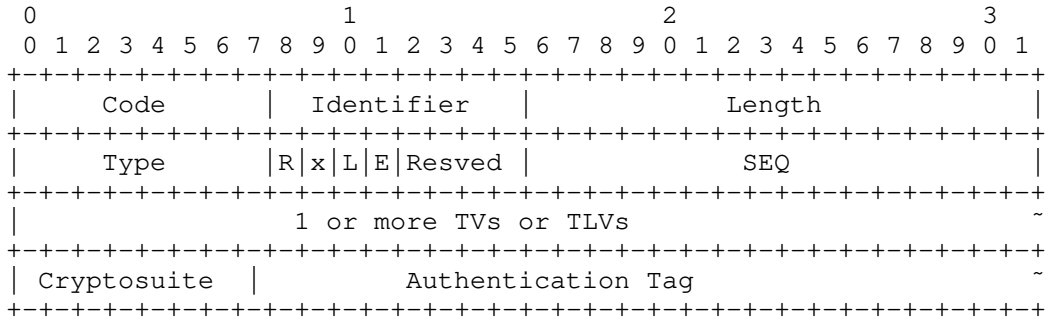 0                   1                   2                   3
 0 1 2 3 4 5 6 7 8 9 0 1 2 3 4 5 6 7 8 9 0 1 2 3 4 5 6 7 8 9 0 1
+-+-+-+-+-+-+-+-+-+-+-+-+-+-+-+-+-+-+-+-+-+-+-+-+-+-+-+-+-+-+-+-+
|     Code      |  Identifier   |            Length             |
+-+-+-+-+-+-+-+-+-+-+-+-+-+-+-+-+-+-+-+-+-+-+-+-+-+-+-+-+-+-+-+-+
|     Type      |R|x|L|E|Resved |             SEQ               |
+-+-+-+-+-+-+-+-+-+-+-+-+-+-+-+-+-+-+-+-+-+-+-+-+-+-+-+-+-+-+-+-+
|                 1 or more TVs or TLVs                         ~
+-+-+-+-+-+-+-+-+-+-+-+-+-+-+-+-+-+-+-+-+-+-+-+-+-+-+-+-+-+-+-+-+
| Cryptosuite  |         Authentication Tag                     ~
+-+-+-+-+-+-+-+-+-+-+-+-+-+-+-+-+-+-+-+-+-+-+-+-+-+-+-+-+-+-+-+-+